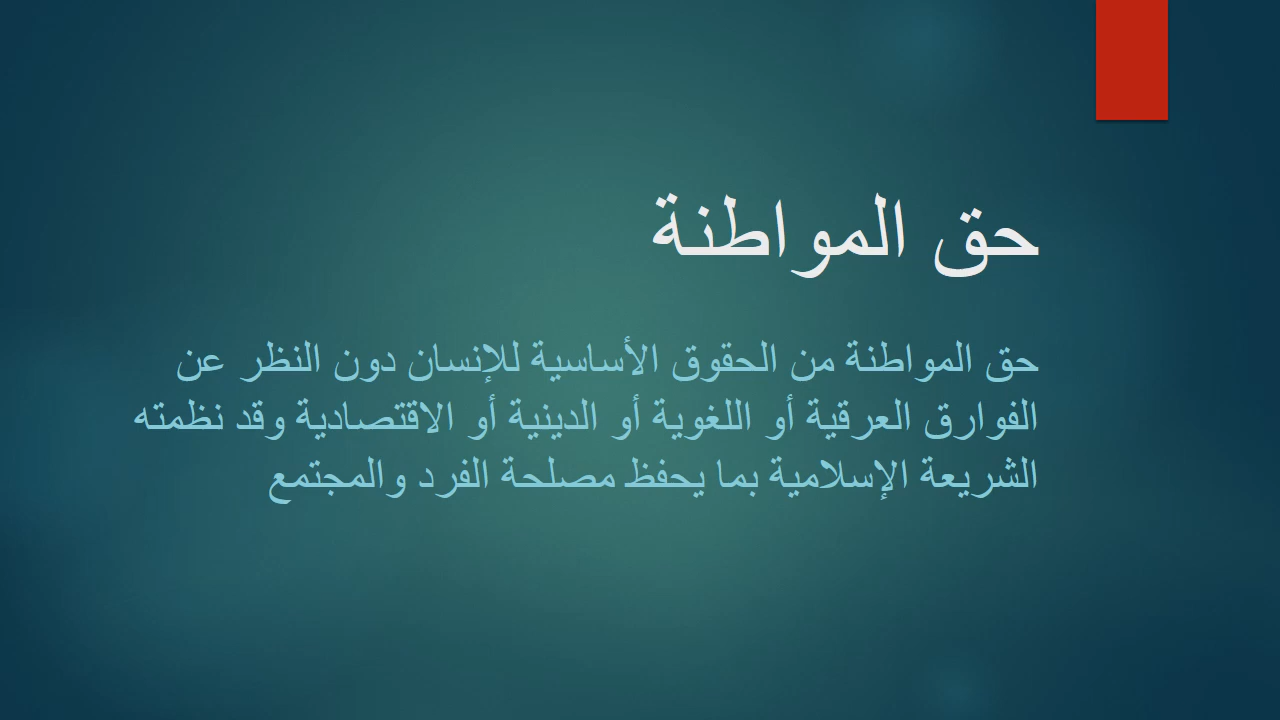 حق المواطنة
حق المواطنة من الحقوق الأساسية للإنسان دون النظر عن
الفوارق العرقية أو اللغوية أو الدينية أو الاقتصادية وقد نظمته
الشريعة الإسلامية بما يحفظ مصلحة الفرد والمجتمع